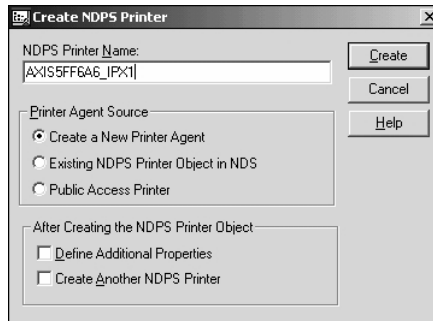 Create NDPS Printer
NDPS Printer Name:
AXIS5FF6A6_IPX1
Create
Cancel
Help
Printer Agent Source
Create a New Printer Agent
Existing NDPS Printer Object in NDS
Public Access Printer
After Creating the NDPS Printer Object
Define Additional Properties
Create Another NDPS Printer